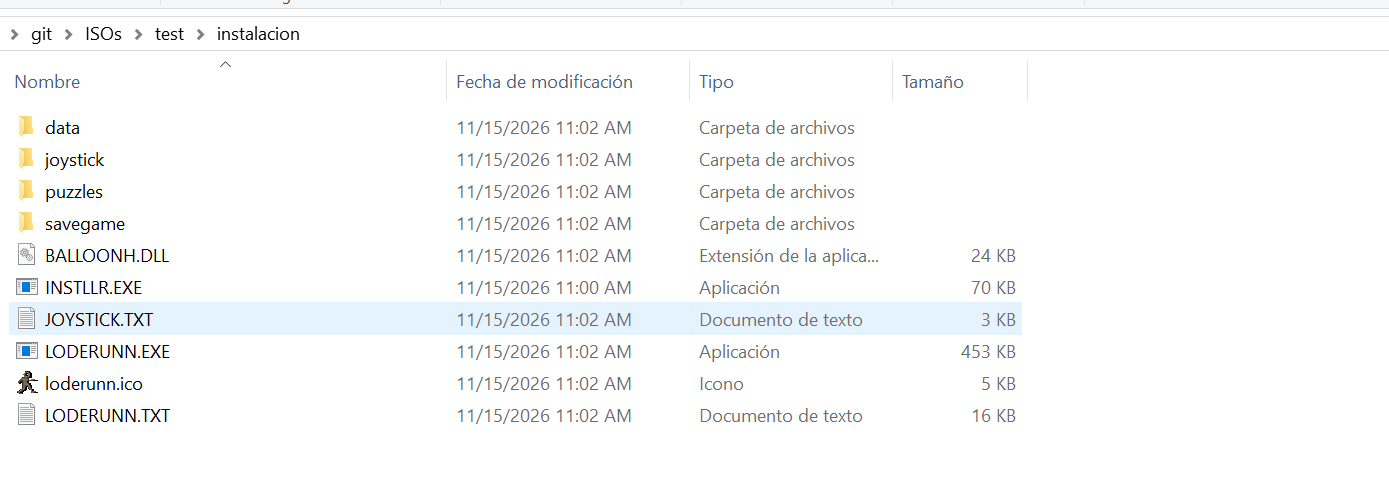 git > ISOs > test > instalacion
Nombre Fecha de modificación Tipo Tamaño
data 11/15/2026 11:02 AM Carpeta de archivos
joystick 11/15/2026 11:02 AM Carpeta de archivos
puzzles 11/15/2026 11:02 AM Carpeta de archivos
savegame 11/15/2026 11:02 AM Carpeta de archivos
BALLOONH.DLL 11/15/2026 11:02 AM Extensión de la aplica... 24 KB
INSTLLR.EXE 11/15/2026 11:00 AM Aplicación 70 KB
JOYSTICK.TXT 11/15/2026 11:02 AM Documento de texto 3 KB
LODERUNN.EXE 11/15/2026 11:02 AM Aplicación 453 KB
loderunn.ico 11/15/2026 11:02 AM Icono 5 KB
LODERUNN.TXT 11/15/2026 11:02 AM Documento de texto 16 KB